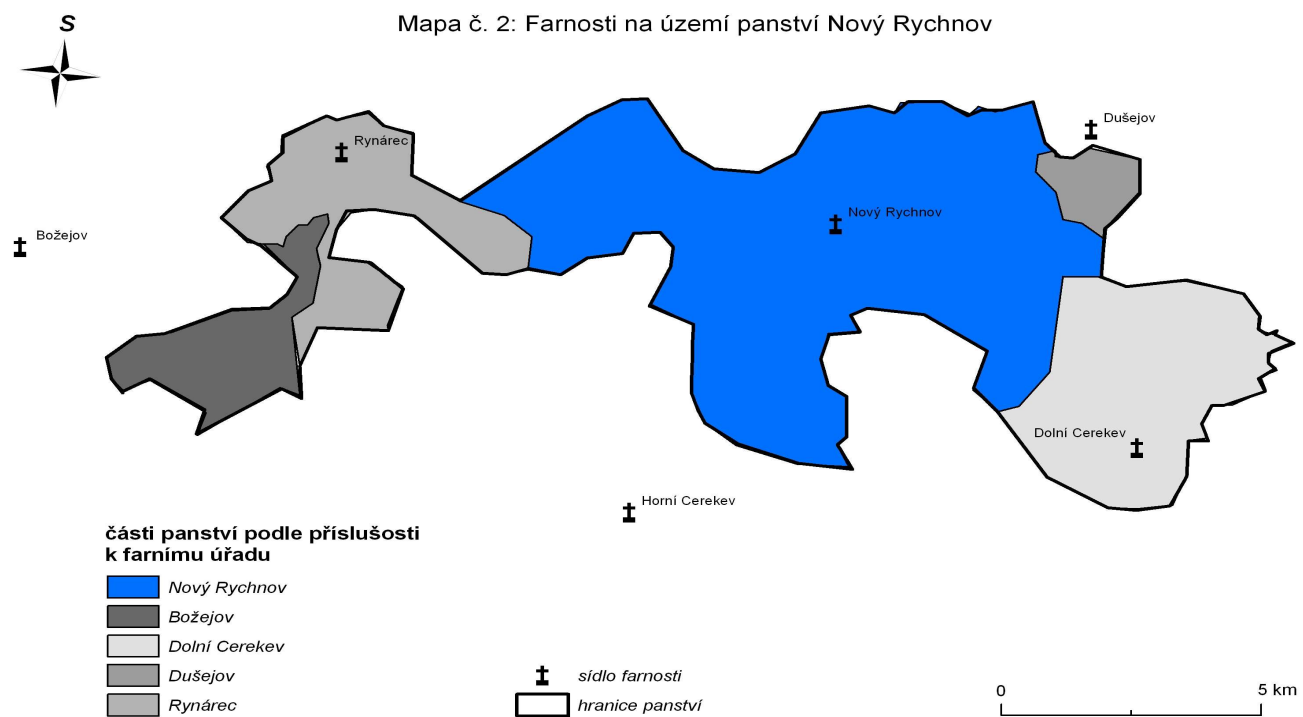 Mapa č. 2: Farnosti na území panství Nový Rychnov
S
Dušejov
Rynárec
Nový Rychnov
Božejov
Dolní Cerekev
Horní Cerekev
části panství podle příslušosti
k farnímu úřadu
Nový Rychnov
Božejov
Dolní Cerekev
Dušejov
Rynárec
sídlo farnosti
hranice panství
0 5 km